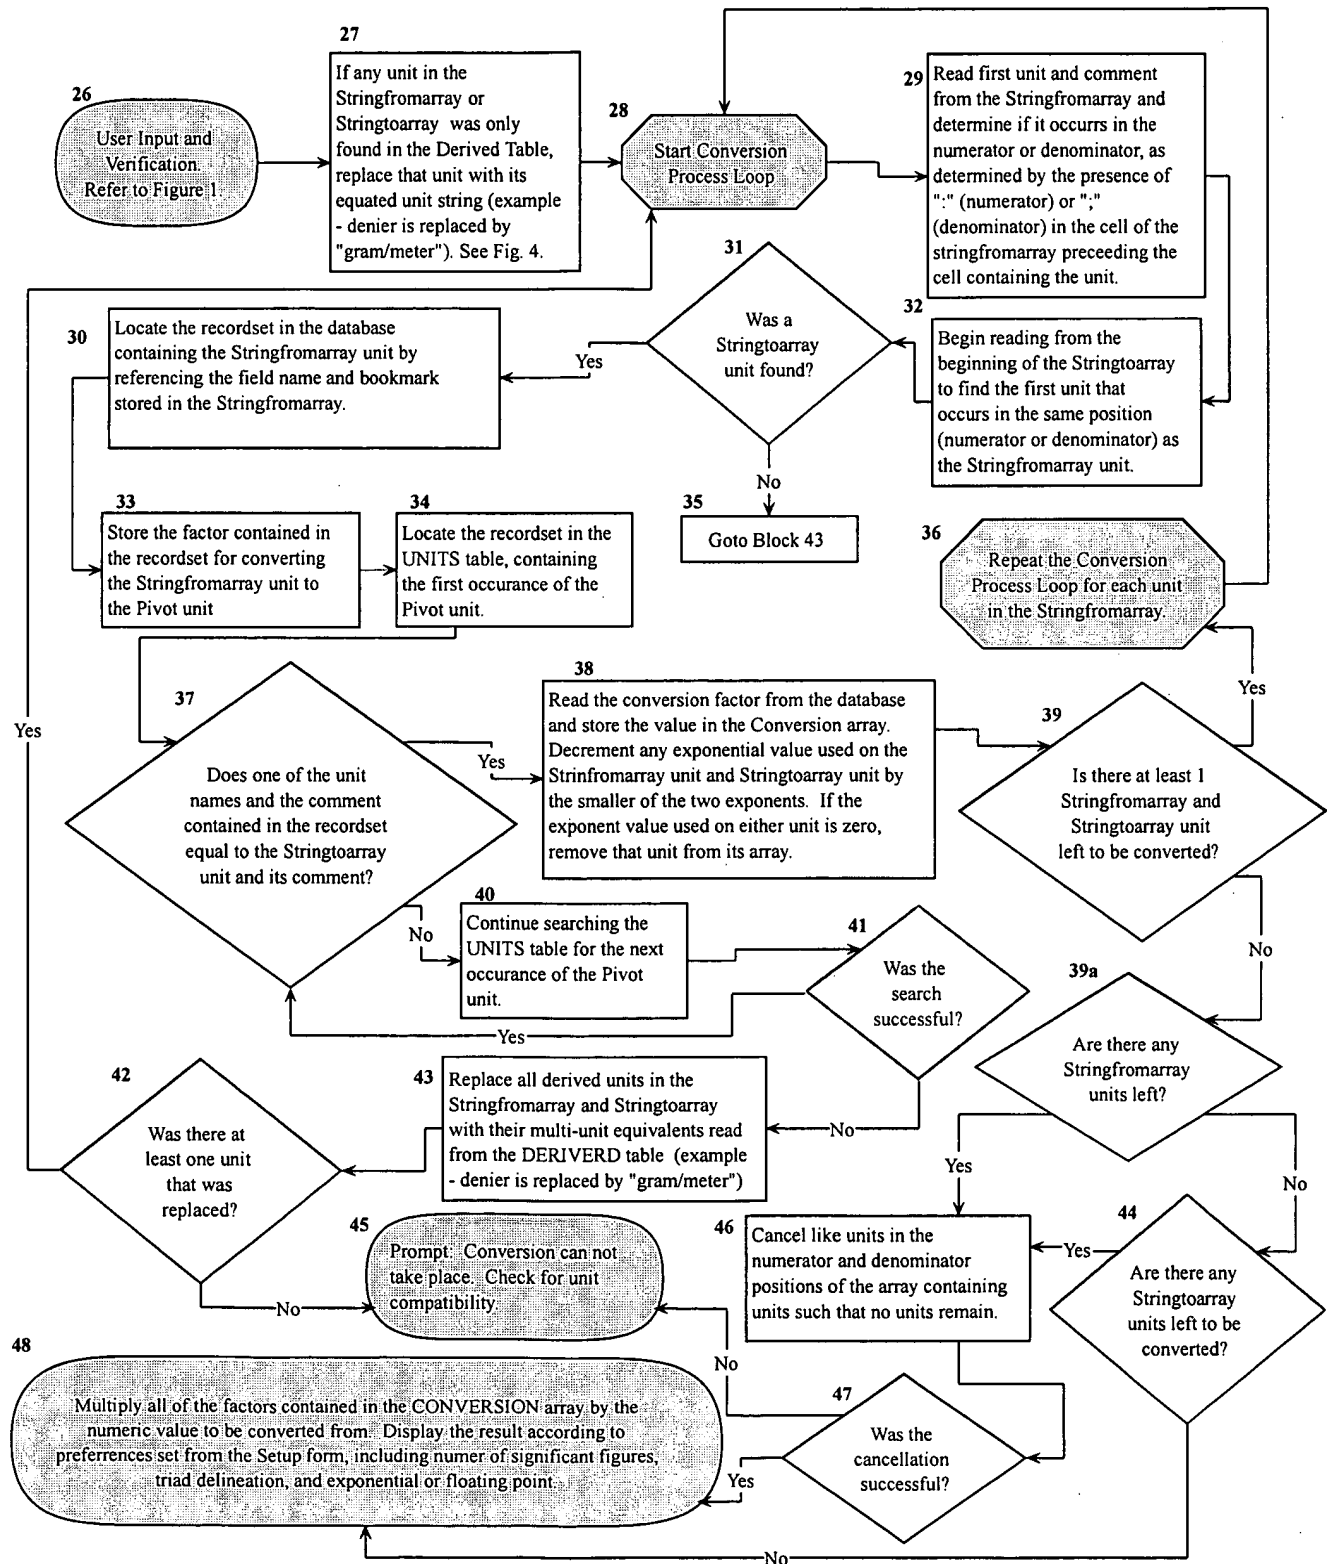 26
User Input and
Verification.
Refer to Figure 1.
27
If any unit in the
Stringfromarray or
Stringtoarray was only
found in the Derived Table,
replace that unit with its
equated unit string (example
- denier is replaced by
"gram/meter"). See Fig. 4.
28
Start Conversion
Process Loop
29
Read first unit and comment
from the Stringfromarray and
determine if it occurrs in the
numerator or denominator, as
determined by the presence of
":" (numerator) or ";"
(denominator) in the cell of the
stringfromarray preceeding the
cell containing the unit.
30
Locate the recordset in the database
containing the Stringfromarray unit by
referencing the field name and bookmark
stored in the Stringfromarray.
Yes
31
Was a
Stringtoarray
unit found?
No
32
Begin reading from the
beginning of the Stringtoarray
to find the first unit that
occurs in the same position
(numerator or denominator) as
the Stringfromarray unit.
33
Store the factor contained in
the recordset for converting
the Stringfromarray unit to
the Pivot unit
34
Locate the recordset in the
UNITS table, containing
the first occurance of the
Pivot unit.
35
Goto Block 43
36
Repeat the Conversion
Process Loop for each unit
in the Stringfromarray.
Yes
37
Does one of the unit
names and the comment
contained in the recordset
equal to the Stringtoarray
unit and its comment?
Yes
No
38
Read the conversion factor from the database
and store the value in the Conversion array.
Decrement any exponential value used on the
Strinfromarray unit and Stringtoarray unit by
the smaller of the two exponents. If the
exponent value used on either unit is zero,
remove that unit from its array.
39
Is there at least 1
Stringfromarray and
Stringtoarray unit
left to be converted?
Yes
No
40
Continue searching the
UNITS table for the next
occurance of the Pivot
unit.
41
Was the
search
successful?
Yes
No
39a
Are there any
Stringfromarray
units left?
Yes
No
42
Was there at
least one unit
that was
replaced?
No
43
Replace all derived units in the
Stringfromarray and Stringtoarray
with their multi-unit equivalents read
from the DERIVERD table (example
- denier is replaced by "gram/meter")
44
Are there any
Stringtoarray
units left to be
converted?
Yes
No
45
Prompt: Conversion can not
take place. Check for unit
compatibility.
46
Cancel like units in the
numerator and denominator
positions of the array containing
units such that no units remain.
47
Was the
cancellation
successful?
No
Yes
48
Multiply all of the factors contained in the CONVERSION array by the
numeric value to be converted from. Display the result according to
preferrences set from the Setup form, including numer of significant figures,
triad delineation, and exponential or floating point.
Yes